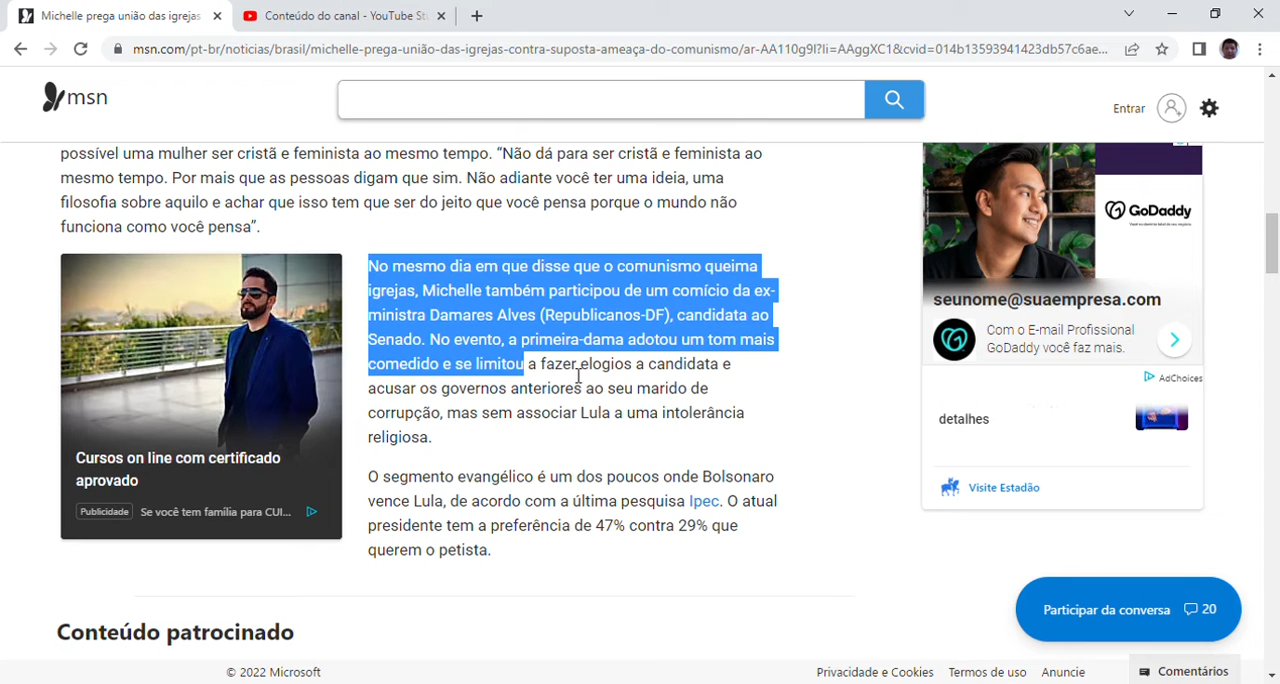 Michelle prega união das igrejas
Conteúdo do canal - YouTube St
msn.com/pt-br/noticias/brasil/michelle-prega-união-das-igrejas-contra-suposta-ameaça-do-comunismo/ar-AA110g9l?li=AAggXC1&cvid=014b13593941423db57c6ae...
msn
Entrar
possível uma mulher ser cristã e feminista ao mesmo tempo. “Não dá para ser cristã e feminista ao
mesmo tempo. Por mais que as pessoas digam que sim. Não adiante você ter uma ideia, uma
filosofia sobre aquilo e achar que isso tem que ser do jeito que você pensa porque o mundo não
funciona como você pensa”.
No mesmo dia em que disse que o comunismo queima
igrejas, Michelle também participou de um comício da ex-
ministra Damares Alves (Republicanos-DF), candidata ao
Senado. No evento, a primeira-dama adotou um tom mais
comedido e se limitou a fazer elogios a candidata e
acusar os governos anteriores ao seu marido de
corrupção, mas sem associar Lula a uma intolerância
religiosa.
Cursos on line com certificado
aprovado
Publicidade Se você tem família para CUI...
O segmento evangélico é um dos poucos onde Bolsonaro
vence Lula, de acordo com a última pesquisa Ipec. O atual
presidente tem a preferência de 47% contra 29% que
querem o petista.
GoDaddy
seunome@suaempresa.com
Com o E-mail Profissional
GoDaddy você faz mais.
AdChoices
detalhes
Visite Estadão
Participar da conversa 20
Conteúdo patrocinado
© 2022 Microsoft
Privacidade e Cookies Termos de uso Anuncie Comentários